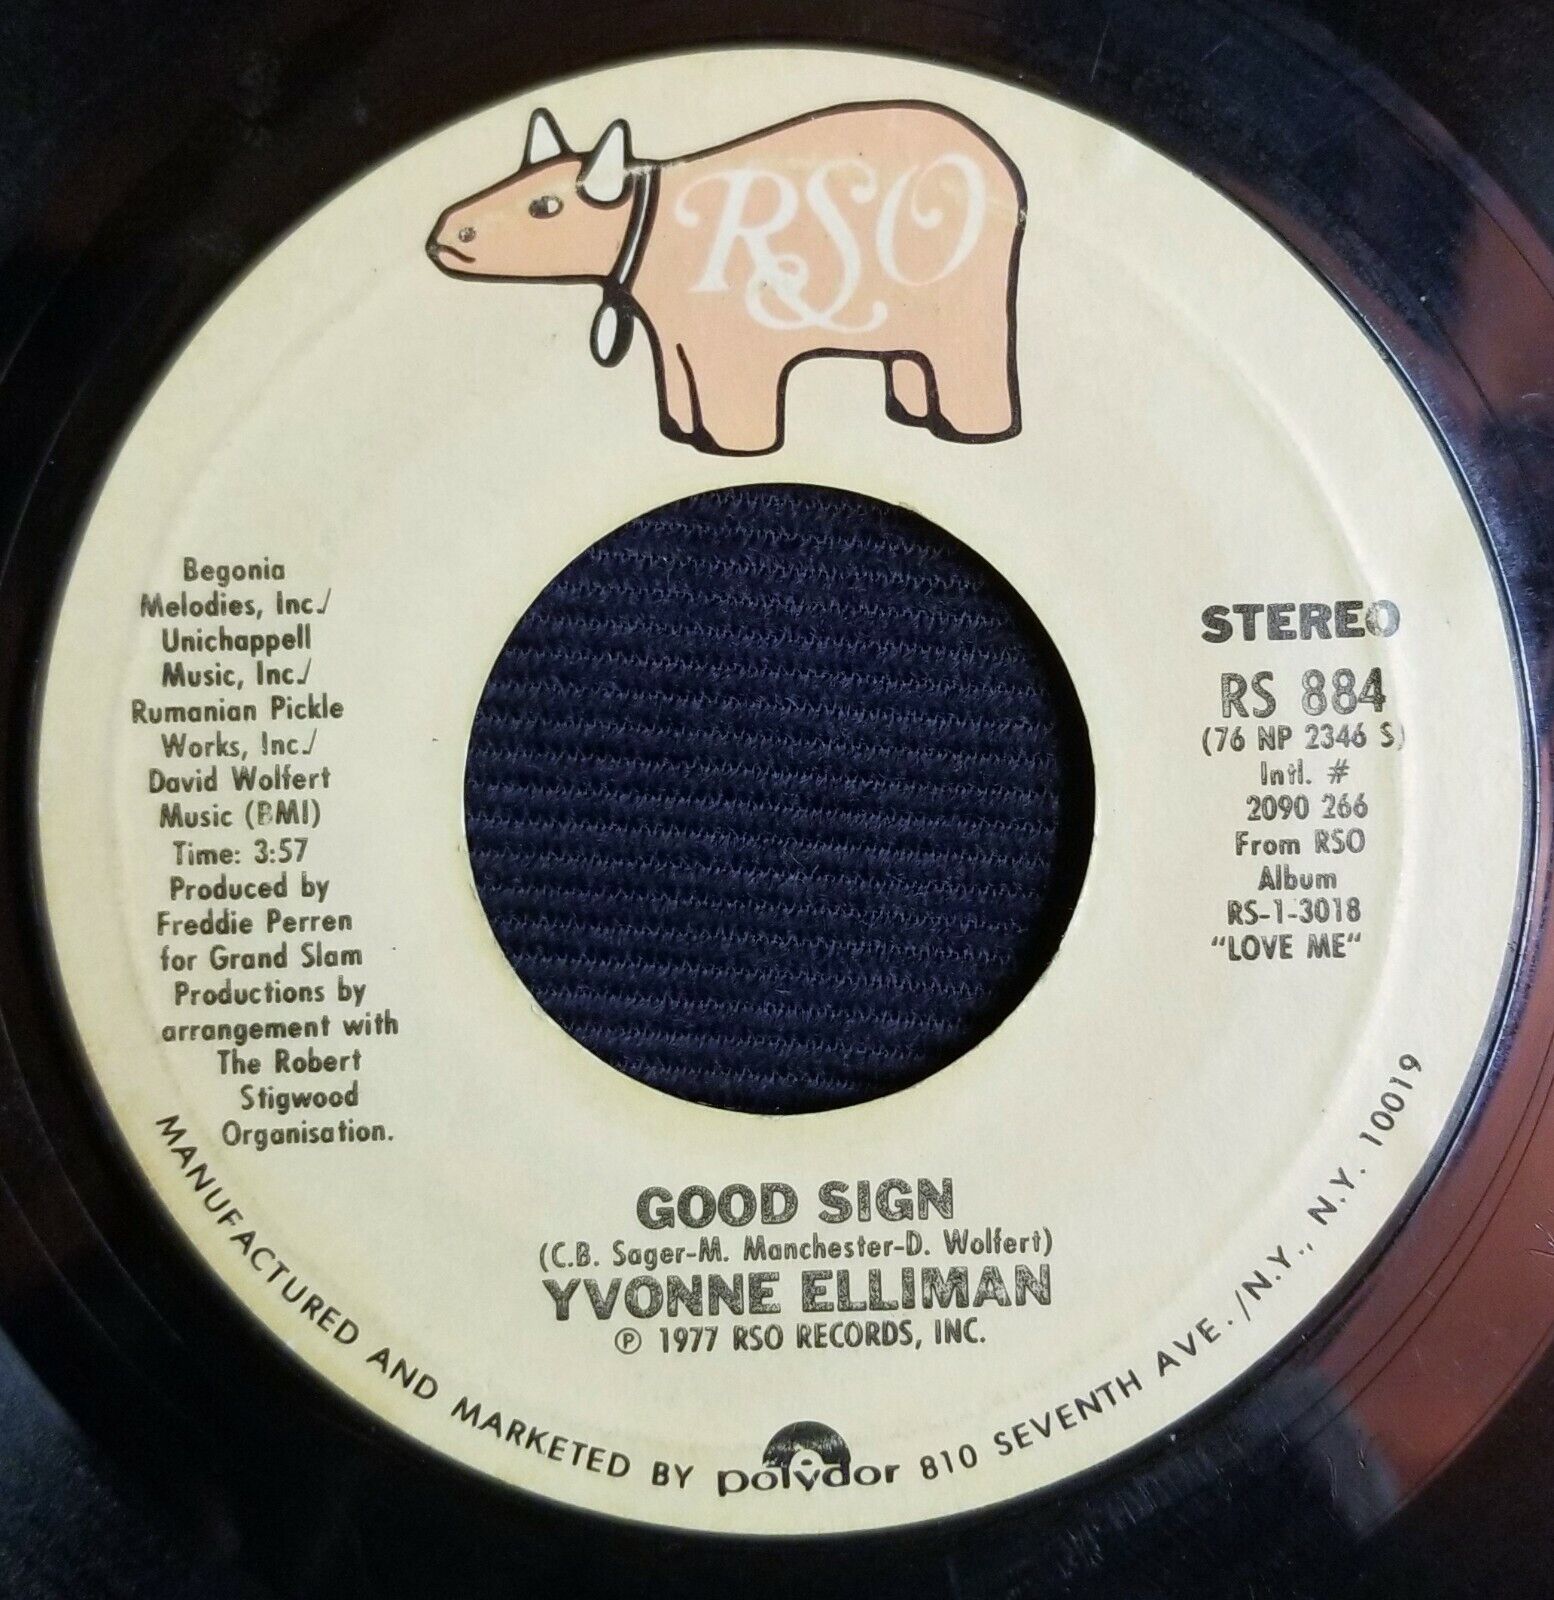 RSO
Begonia
Melodies, Inc./
Unichappell
Music, Inc./
Rumanian Pickle
Works, Inc./
David Wolfert
Music (BMI)
Time: 3:57
Produced by
Freddie Perren
for Grand Slam
Productions by
arrangement with
The Robert
Stigwood
Organisation.
STEREO
RS 884
(76 NP 2346 S)
Intl. #
2090 266
From RSO
Album
RS-1-3018
"LOVE ME"
GOOD SIGN
(C.B. Sager-M. Manchester-D. Wolfert)
YVONNE ELLIMAN
℗ 1977 RSO RECORDS, INC.
MANUFACTURED AND MARKETED BY polydor 810 SEVENTH AVE./N.Y., N.Y. 10019